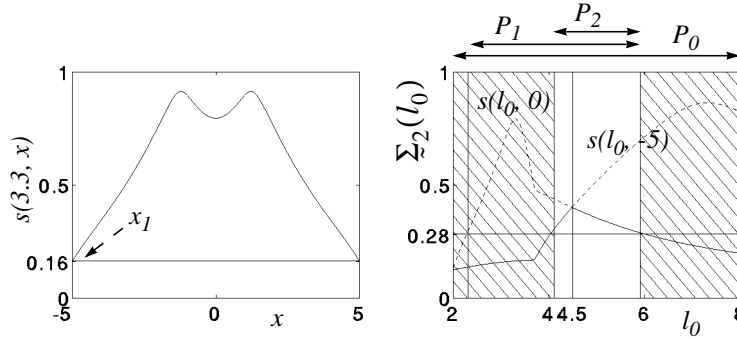 1
0.5
0.16
0
-5
0
5
x
s(3.3, x)
x1
P1
P2
P0
1
0.5
0.28
0
2
4
4.5
6
8
l0
Σ2(l0)
s(l0, 0)
s(l0, -5)